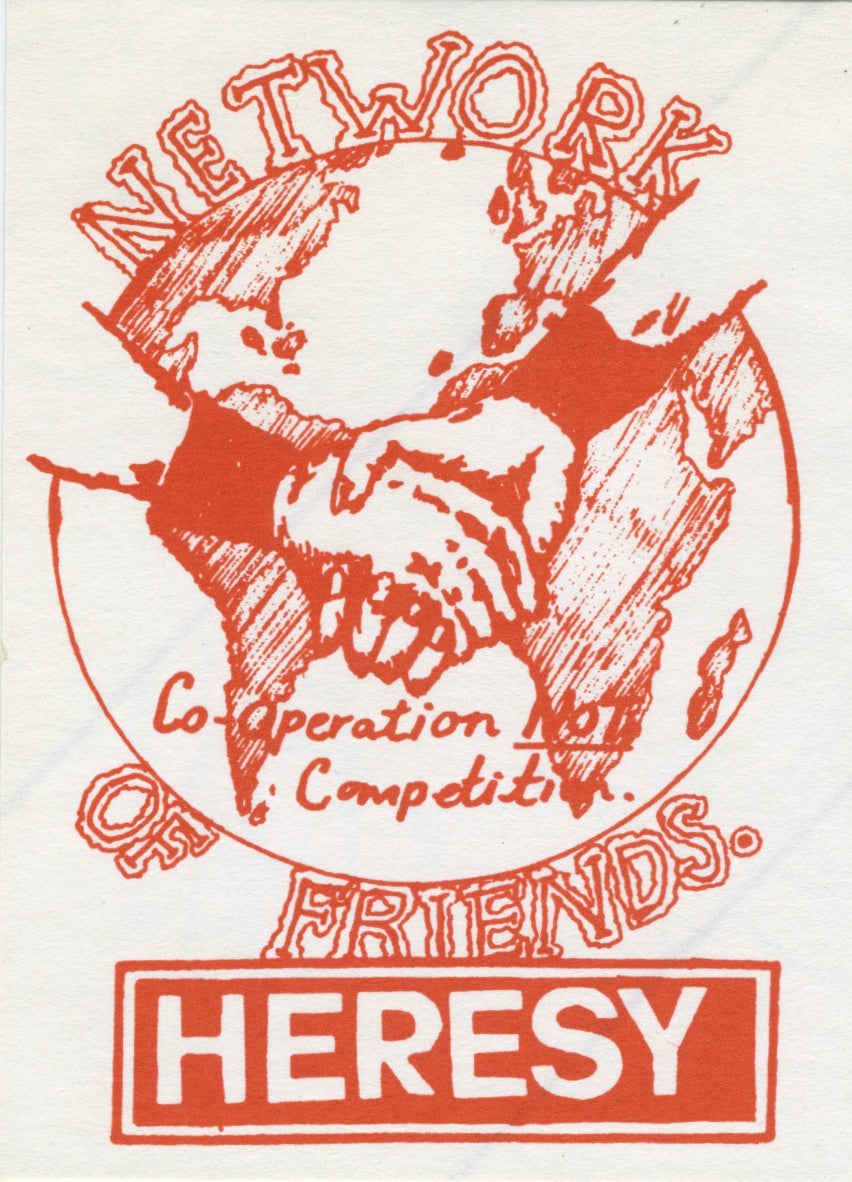 NETWORK
Co-operation NOT
Competition.
OF
FRIENDS.
HERESY